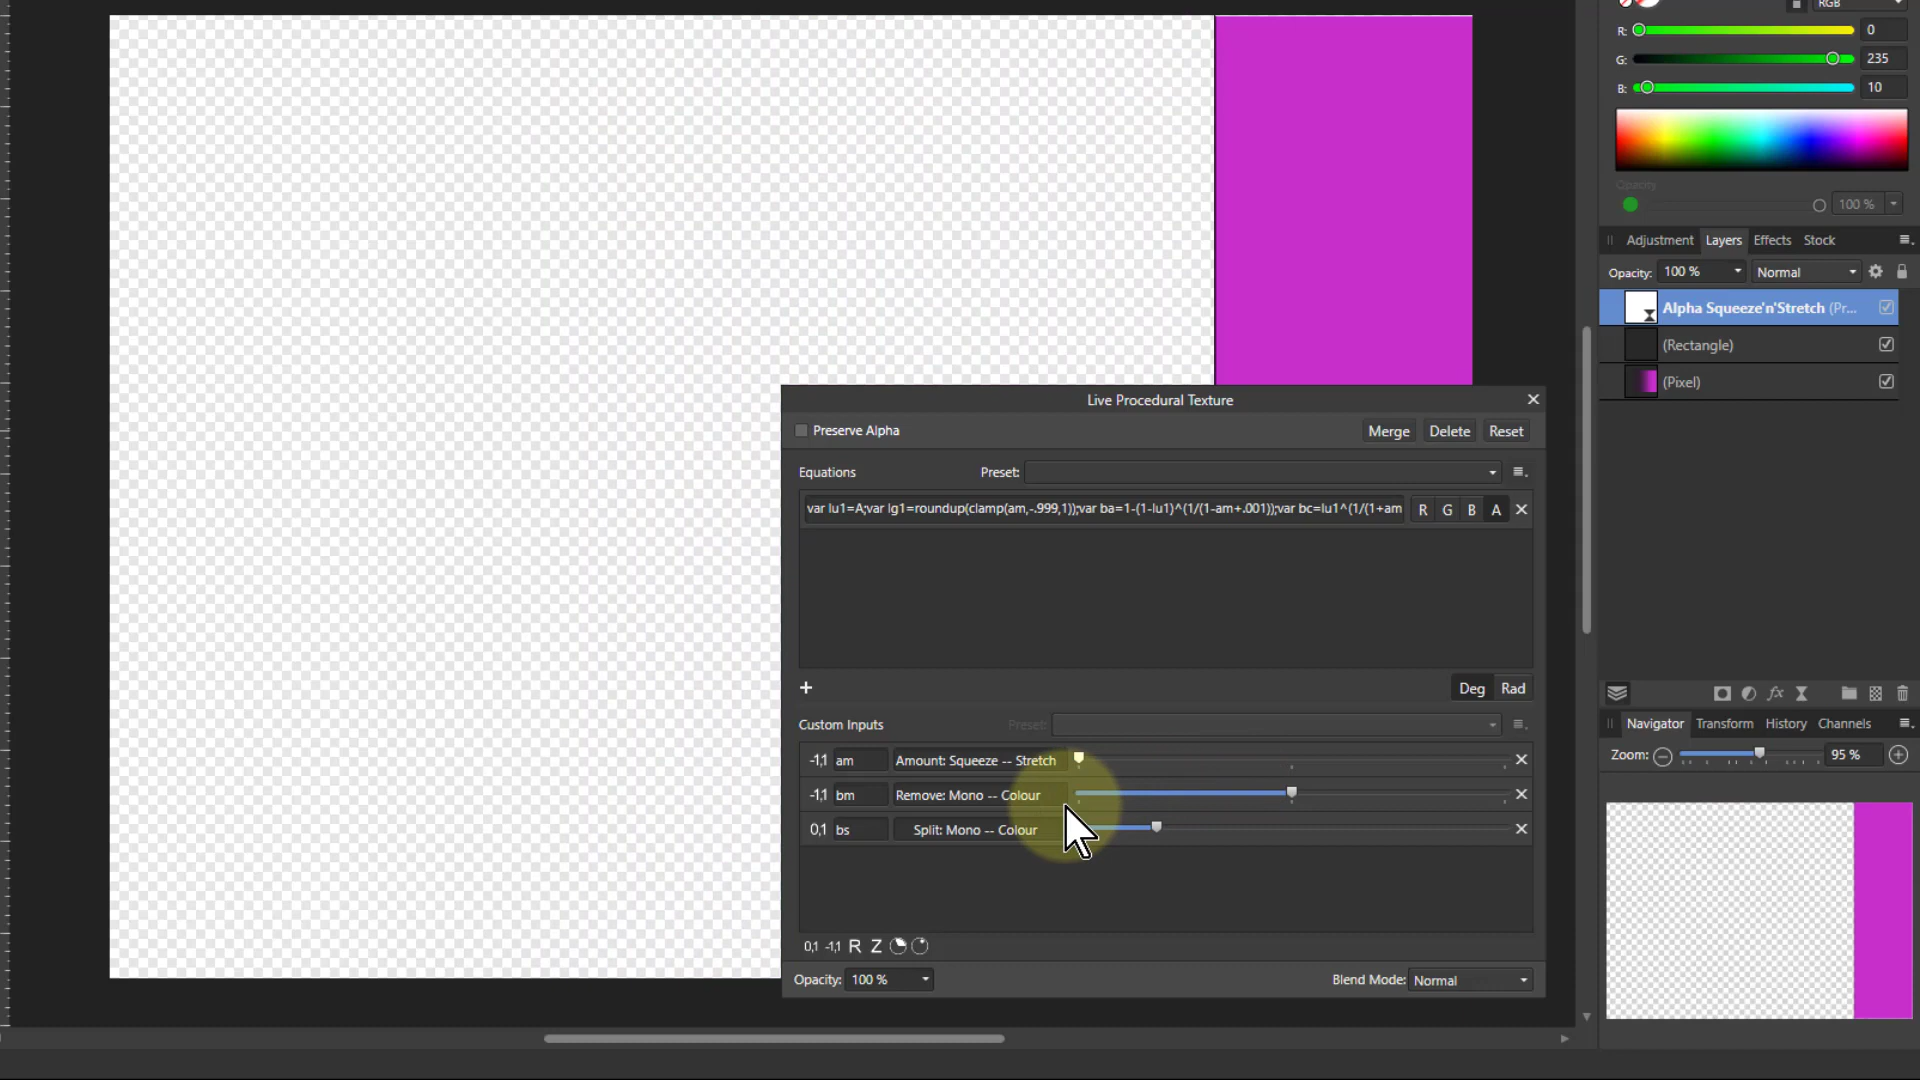 RGB
R: 0
G: 235
B: 10
Opacity
100 %
Adjustment Layers Effects Stock
Opacity: 100 % Normal
Alpha Squeeze'n'Stretch (Pr...
(Rectangle)
(Pixel)
Live Procedural Texture
Preserve Alpha Merge Delete Reset
Equations Preset:
var lu1=A;var lg1=roundup(clamp(am,-.999,1));var ba=1-(1-lu1)^(1/(1-am+.001));var bc=lu1^(1/(1+am R G B A
Deg Rad
Custom Inputs Preset:
-1,1 am Amount: Squeeze -- Stretch
-1,1 bm Remove: Mono -- Colour
0,1 bs Split: Mono -- Colour
0,1 -1,1 R Z
Opacity: 100 % Blend Mode: Normal
fx
Navigator Transform History Channels
Zoom: 95 %